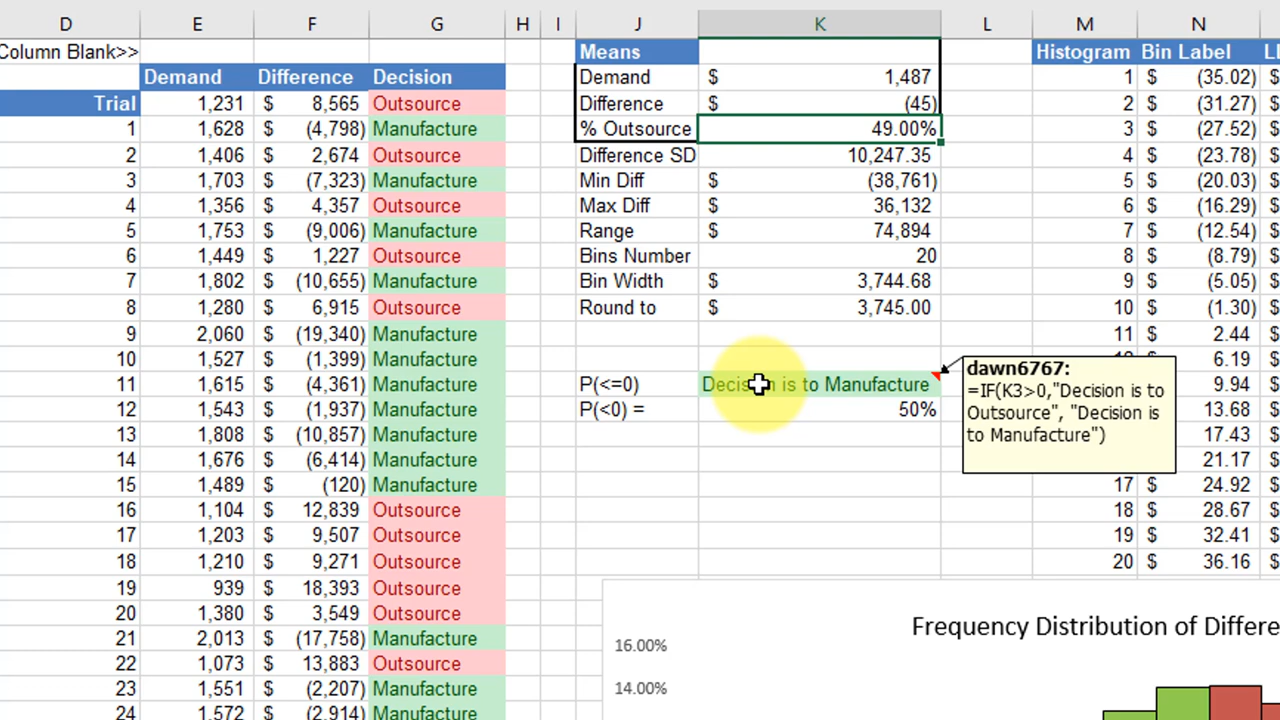 D E F G H I J K L M N
Column Blank>> Means Histogram Bin Label
Demand Difference Decision Demand $ 1,487 1 $ (35.02)
Trial 1,231 $ 8,565 Outsource Difference $ (45) 2 $ (31.27) $
1 1,628 $ (4,798) Manufacture % Outsource 49.00% 3 $ (27.52) $
2 1,406 $ 2,674 Outsource Difference SD 10,247.35 4 $ (23.78) $
3 1,703 $ (7,323) Manufacture Min Diff $ (38,761) 5 $ (20.03) $
4 1,356 $ 4,357 Outsource Max Diff $ 36,132 6 $ (16.29) $
5 1,753 $ (9,006) Manufacture Range $ 74,894 7 $ (12.54) $
6 1,449 $ 1,227 Outsource Bins Number 20 8 $ (8.79) $
7 1,802 $ (10,655) Manufacture Bin Width $ 3,744.68 9 $ (5.05) $
8 1,280 $ 6,915 Outsource Round to $ 3,745.00 10 $ (1.30) $
9 2,060 $ (19,340) Manufacture 11 $ 2.44 $
10 1,527 $ (1,399) Manufacture 6.19 $
11 1,615 $ (4,361) Manufacture P(<=0) Decision is to Manufacture 9.94 $
12 1,543 $ (1,937) Manufacture P(<0) = 50% 13.68 $
13 1,808 $ (10,857) Manufacture 17.43 $
14 1,676 $ (6,414) Manufacture 21.17 $
15 1,489 $ (120) Manufacture 17 $ 24.92 $
16 1,104 $ 12,839 Outsource 18 $ 28.67 $
17 1,203 $ 9,507 Outsource 19 $ 32.41 $
18 1,210 $ 9,271 Outsource 20 $ 36.16 $
19 939 $ 18,393 Outsource
20 1,380 $ 3,549 Outsource
21 2,013 $ (17,758) Manufacture
22 1,073 $ 13,883 Outsource
23 1,551 $ (2,207) Manufacture
24 1,572 $ (2,914) Manufacture
dawn6767:
=IF(K3>0,"Decision is to
Outsource", "Decision is
to Manufacture")
Frequency Distribution of Differe
16.00%
14.00%